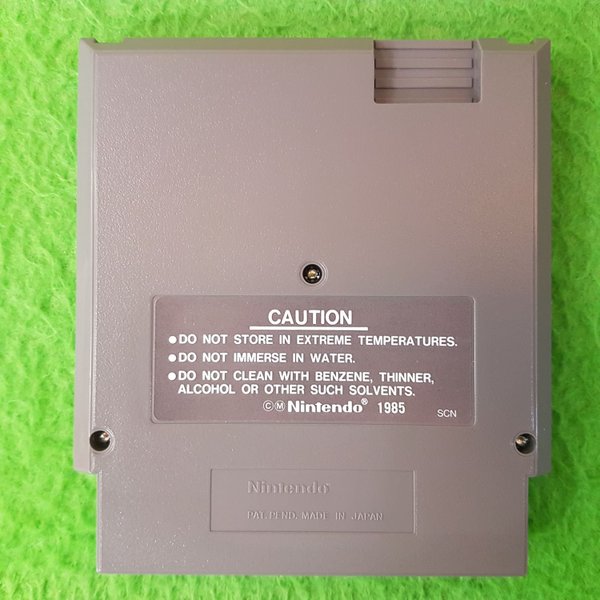 CAUTION
●DO NOT STORE IN EXTREME TEMPERATURES.
●DO NOT IMMERSE IN WATER.
●DO NOT CLEAN WITH BENZENE, THINNER,
ALCOHOL OR OTHER SUCH SOLVENTS.
©Ⓜ Nintendo® 1985 SCN
Nintendo®
PAT. PEND. MADE IN JAPAN